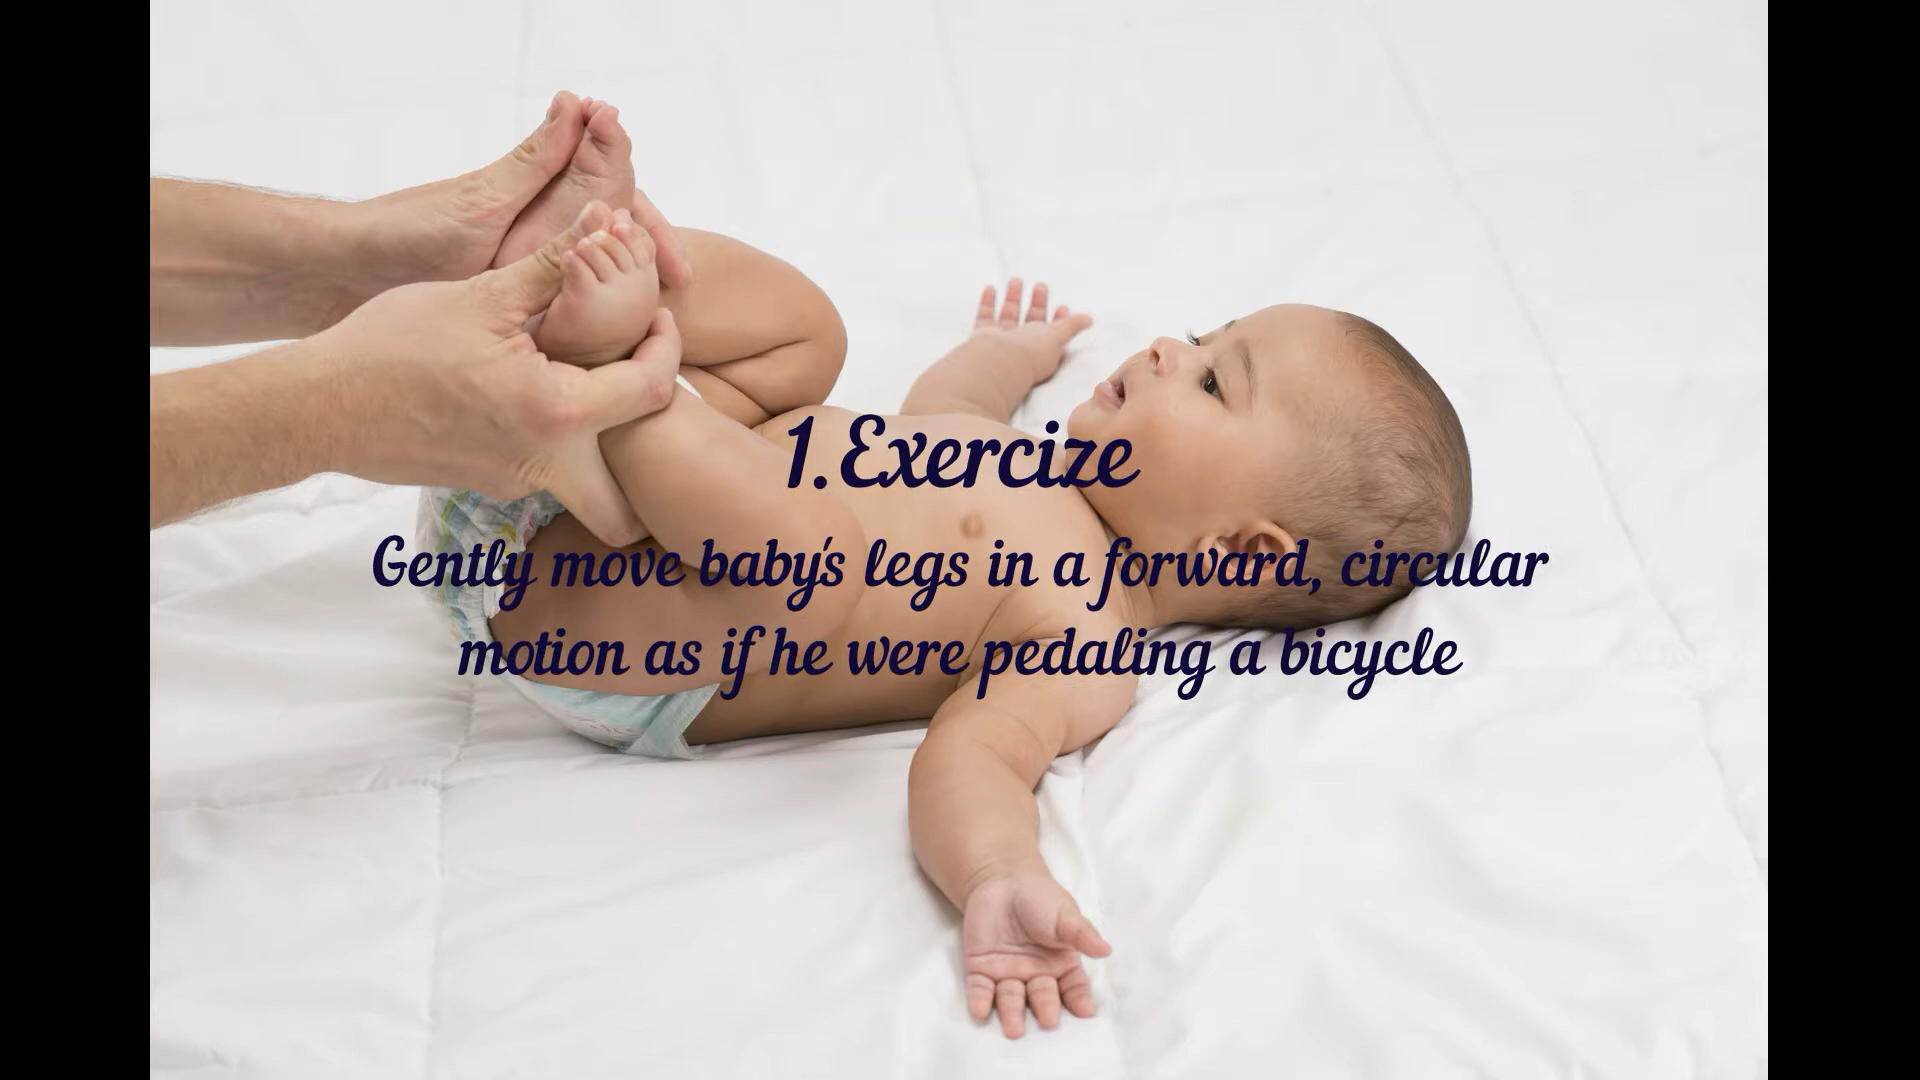 1. Exercize
Gently move baby's legs in a forward, circular
motion as if he were pedaling a bicycle